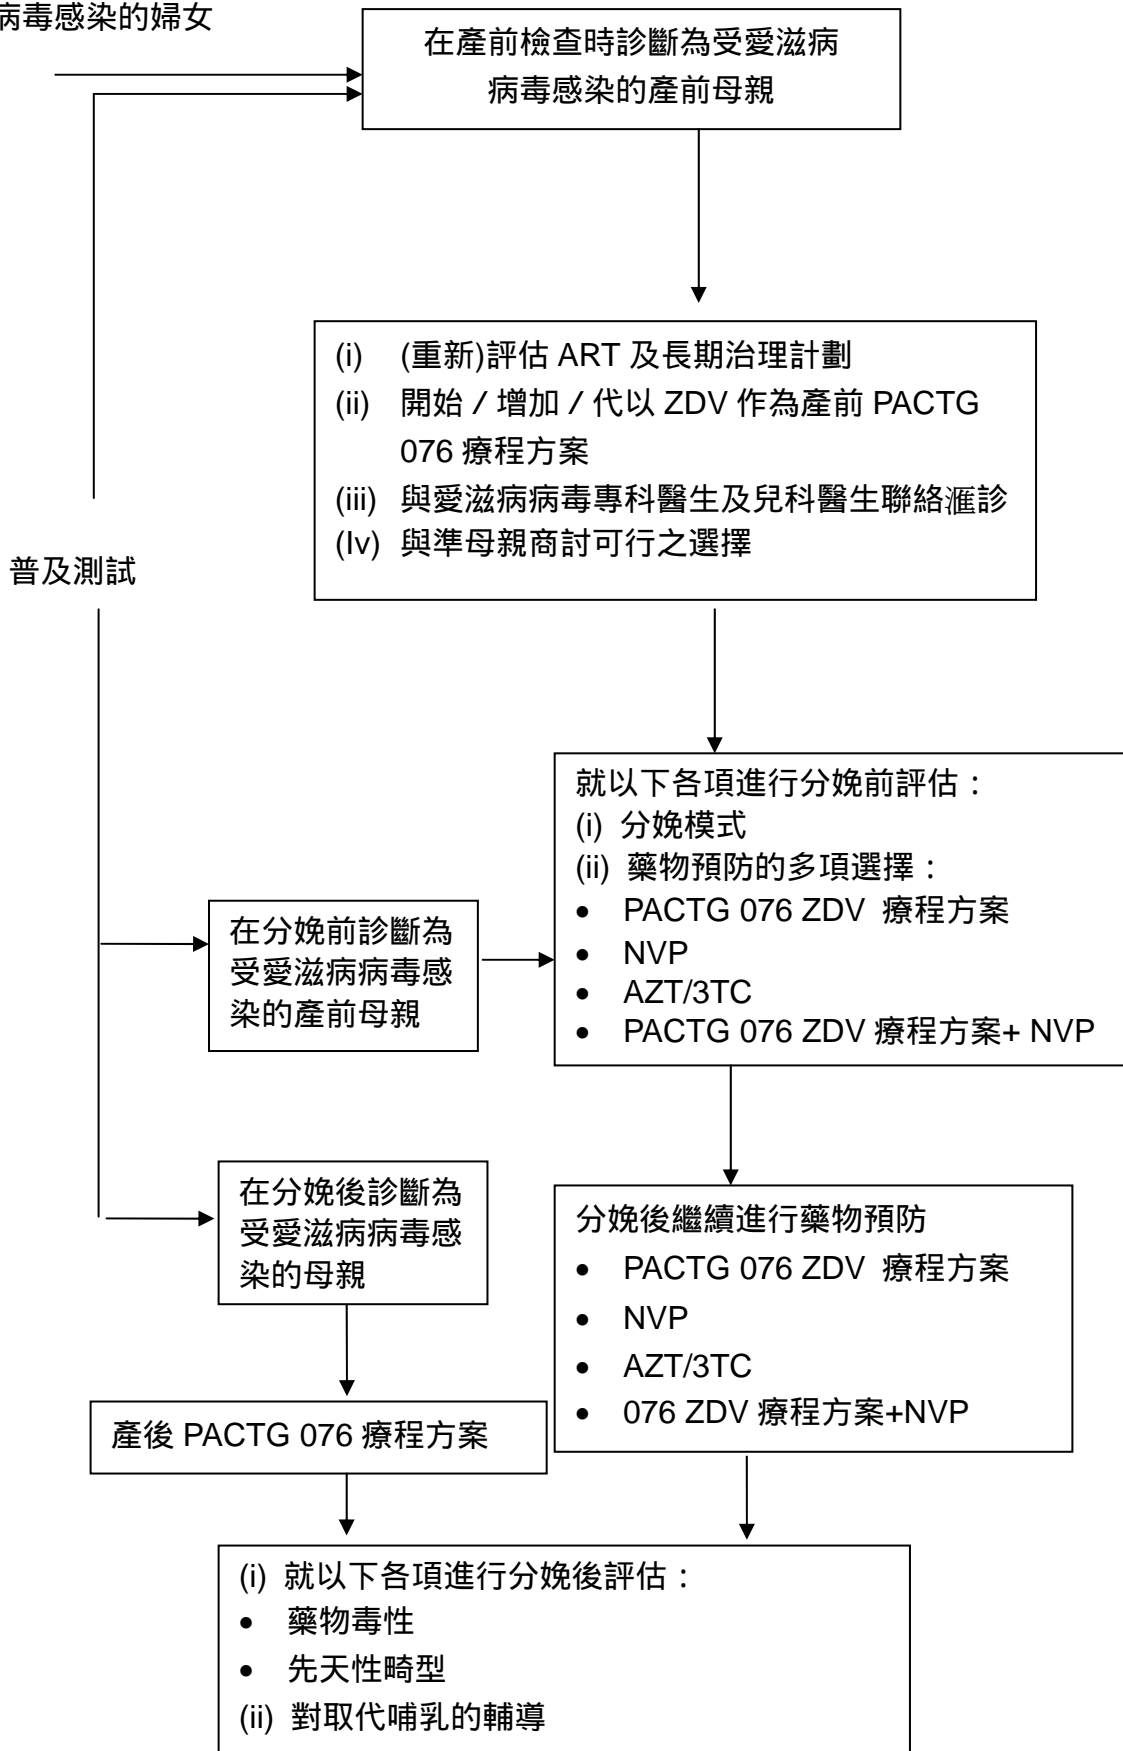 病毒感染的婦女
在產前檢查時診斷為受愛滋病
病毒感染的產前母親
(i) (重新)評估 ART 及長期治理計劃
(ii) 開始 / 增加 / 代以 ZDV 作為產前 PACTG
076 療程方案
(iii) 與愛滋病病毒專科醫生及兒科醫生聯絡滙診
(Iv) 與準母親商討可行之選擇
普及測試
就以下各項進行分娩前評估：
(i) 分娩模式
(ii) 藥物預防的多項選擇：
• PACTG 076 ZDV 療程方案
• NVP
• AZT/3TC
• PACTG 076 ZDV 療程方案+ NVP
在分娩前診斷為
受愛滋病病毒感
染的產前母親
在分娩後診斷為
受愛滋病病毒感
染的母親
分娩後繼續進行藥物預防
• PACTG 076 ZDV 療程方案
• NVP
• AZT/3TC
• 076 ZDV 療程方案+NVP
產後 PACTG 076 療程方案
(i) 就以下各項進行分娩後評估：
• 藥物毒性
• 先天性畸型
(ii) 對取代哺乳的輔導